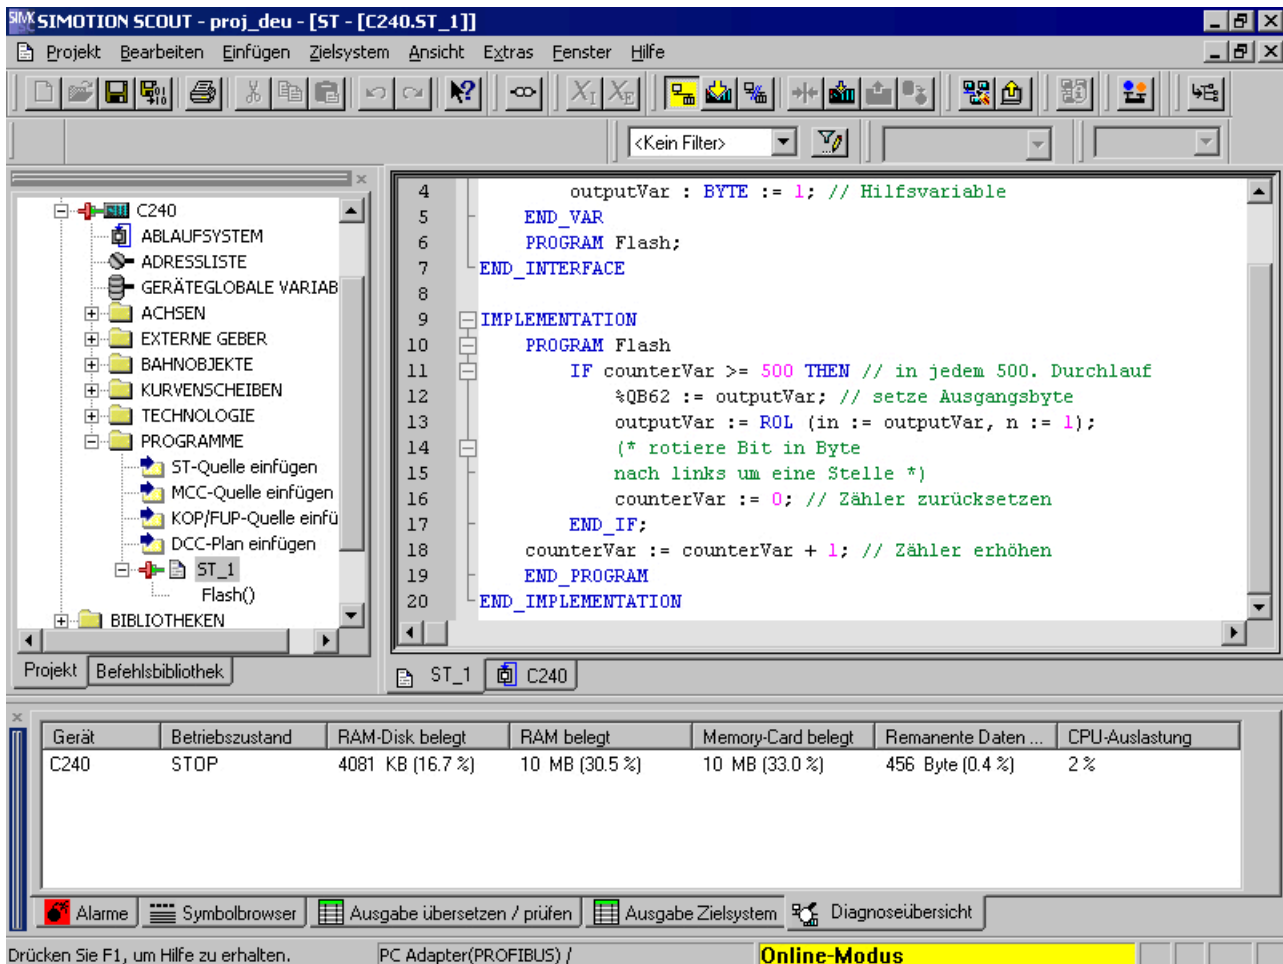 SIMOTION SCOUT - proj_deu - [ST - [C240.ST_1]]
Projekt Bearbeiten Einfügen Zielsystem Ansicht Extras Fenster Hilfe
<Kein Filter>
C240
ABLAUFSYSTEM
ADRESSLISTE
GERÄTEGLOBALE VARIAB
ACHSEN
EXTERNE GEBER
BAHNOBJEKTE
KURVENSCHEIBEN
TECHNOLOGIE
PROGRAMME
ST-Quelle einfügen
MCC-Quelle einfügen
KOP/FUP-Quelle einfü
DCC-Plan einfügen
ST_1
Flash()
BIBLIOTHEKEN
Projekt Befehlsbibliothek
4 outputVar : BYTE := 1; // Hilfsvariable
5 END_VAR
6 PROGRAM Flash;
7 END_INTERFACE
8
9 IMPLEMENTATION
10 PROGRAM Flash
11 IF counterVar >= 500 THEN // in jedem 500. Durchlauf
12 %QB62 := outputVar; // setze Ausgangsbyte
13 outputVar := ROL (in := outputVar, n := 1);
14 (* rotiere Bit in Byte
15 nach links um eine Stelle *)
16 counterVar := 0; // Zähler zurücksetzen
17 END_IF;
18 counterVar := counterVar + 1; // Zähler erhöhen
19 END_PROGRAM
20 END_IMPLEMENTATION
ST_1 C240
Gerät Betriebszustand RAM-Disk belegt RAM belegt Memory-Card belegt Remanente Daten ... CPU-Auslastung
C240 STOP 4081 KB (16.7 %) 10 MB (30.5 %) 10 MB (33.0 %) 456 Byte (0.4 %) 2 %
Alarme Symbolbrowser Ausgabe übersetzen / prüfen Ausgabe Zielsystem Diagnoseübersicht
Drücken Sie F1, um Hilfe zu erhalten. PC Adapter(PROFIBUS) / Online-Modus